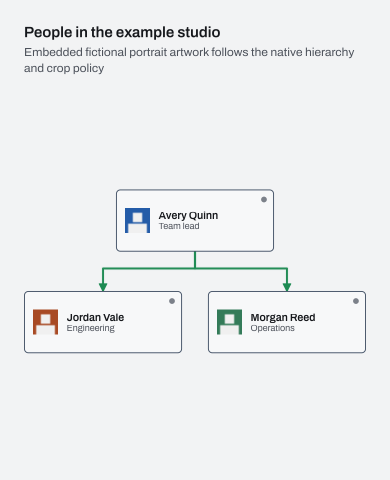 People in the example studio
Embedded fictional portrait artwork follows the native hierarchy
and crop policy
Avery Quinn
Team lead
Jordan Vale
Engineering
Morgan Reed
Operations